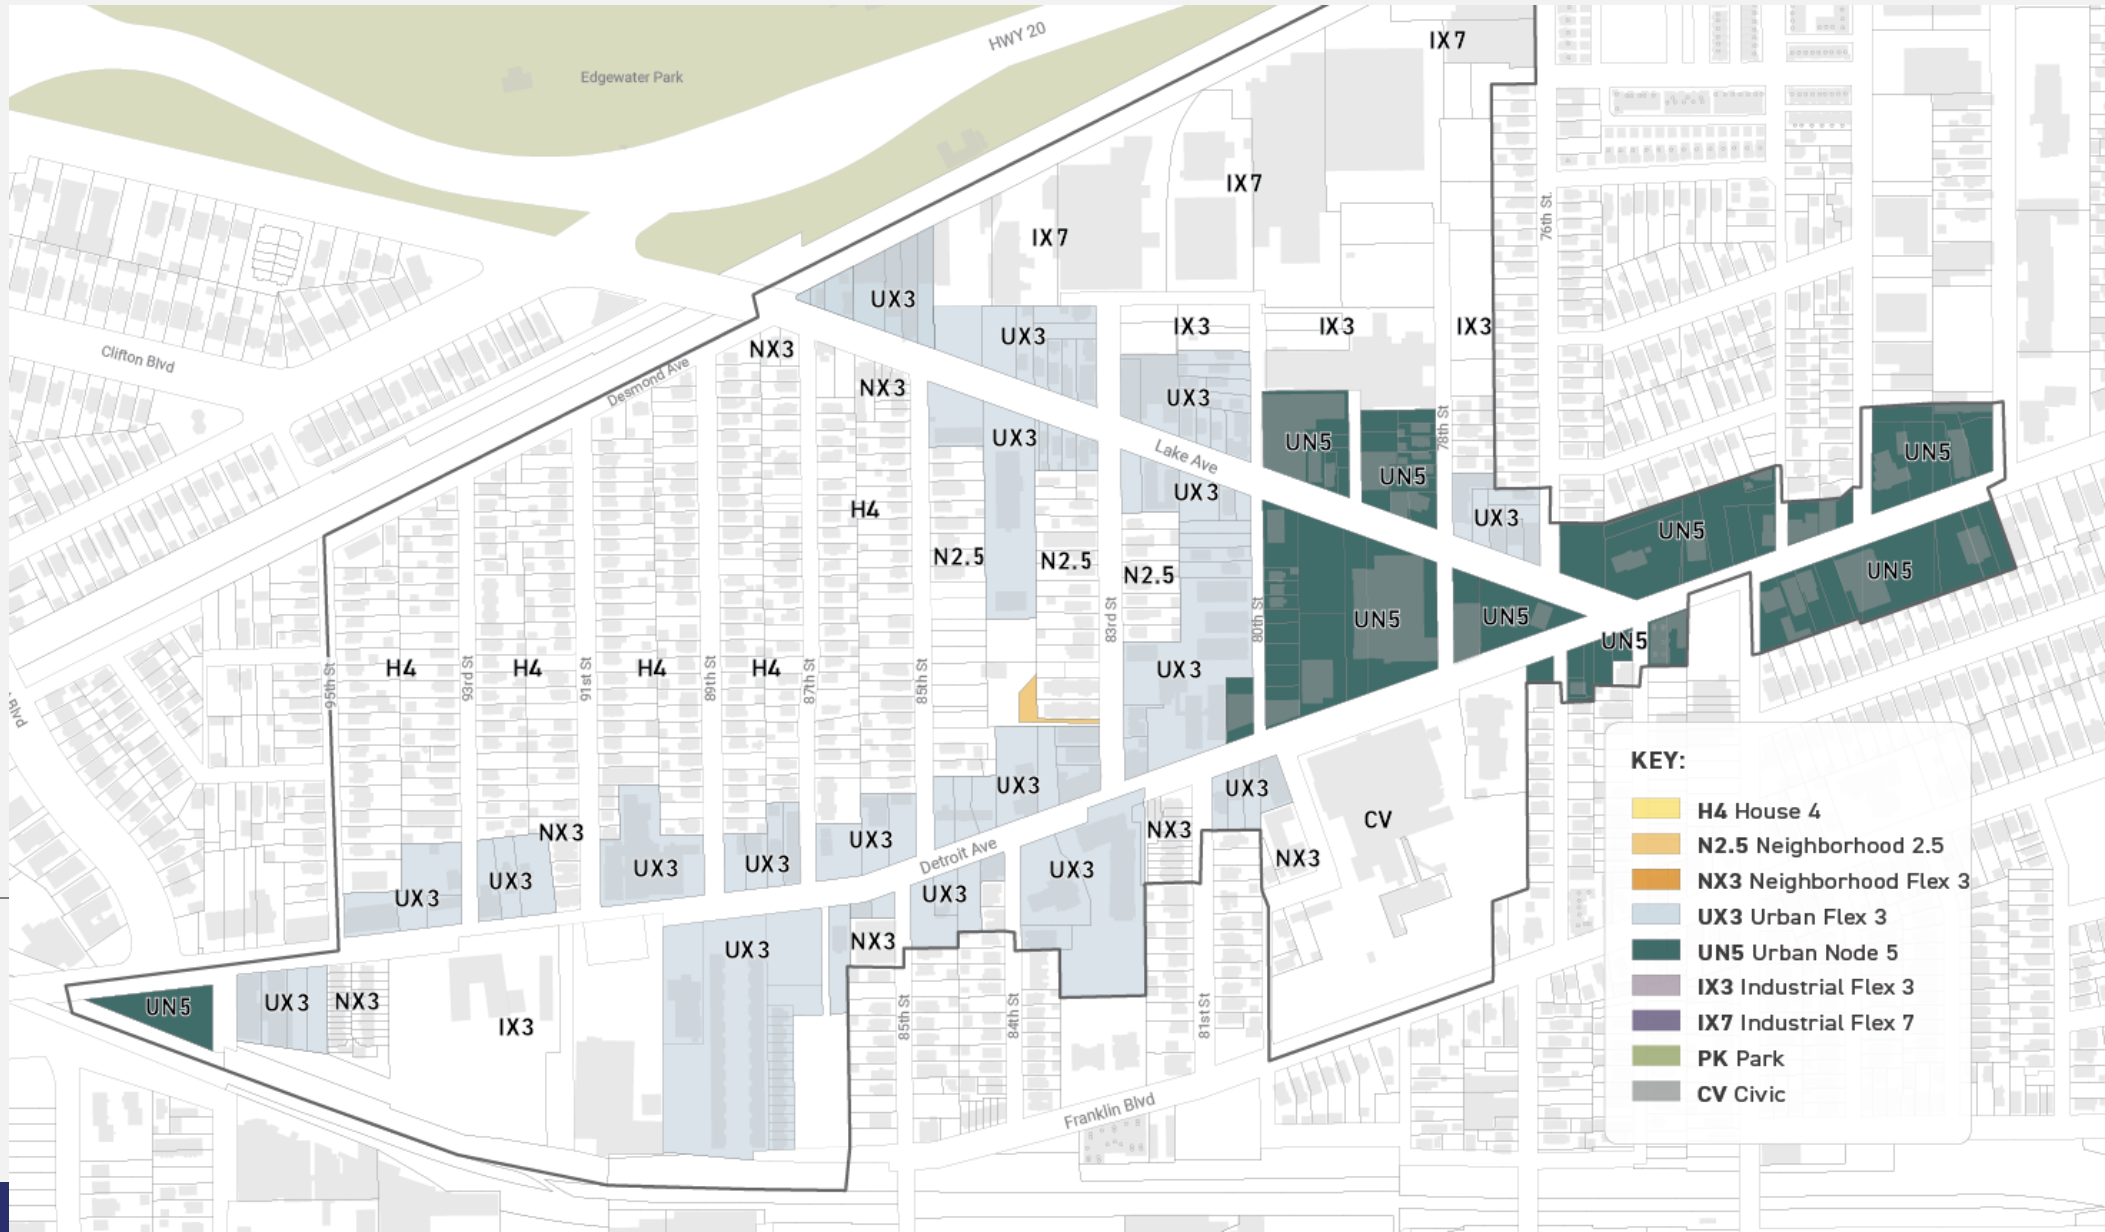 HWY 20
IX7
Edgewater Park
IX7
76th St.
IX7
UX3
UX3
IX3
IX3
IX3
NX3
Clifton Blvd
Desmond Ave
NX3
UX3
78th St
UX3
UN5
Lake Ave
UN5
UN5
UX3
H4
UX3
UN5
N2.5
N2.5
N2.5
UN5
83rd St
80th St
UN5
UN5
UN5
H4
H4
H4
H4
UX3
95th St
93rd St
91st St
89th St
87th St
85th St
Blvd
UX3
UX3
NX3
NX3
CV
UX3
Detroit Ave
NX3
UX3
UX3
UX3
UX3
UX3
UX3
NX3
UX3
UN5
UX3
NX3
IX3
85th St
84th St
81st St
Franklin Blvd
KEY:
H4 House 4
N2.5 Neighborhood 2.5
NX3 Neighborhood Flex 3
UX3 Urban Flex 3
UN5 Urban Node 5
IX3 Industrial Flex 3
IX7 Industrial Flex 7
PK Park
CV Civic